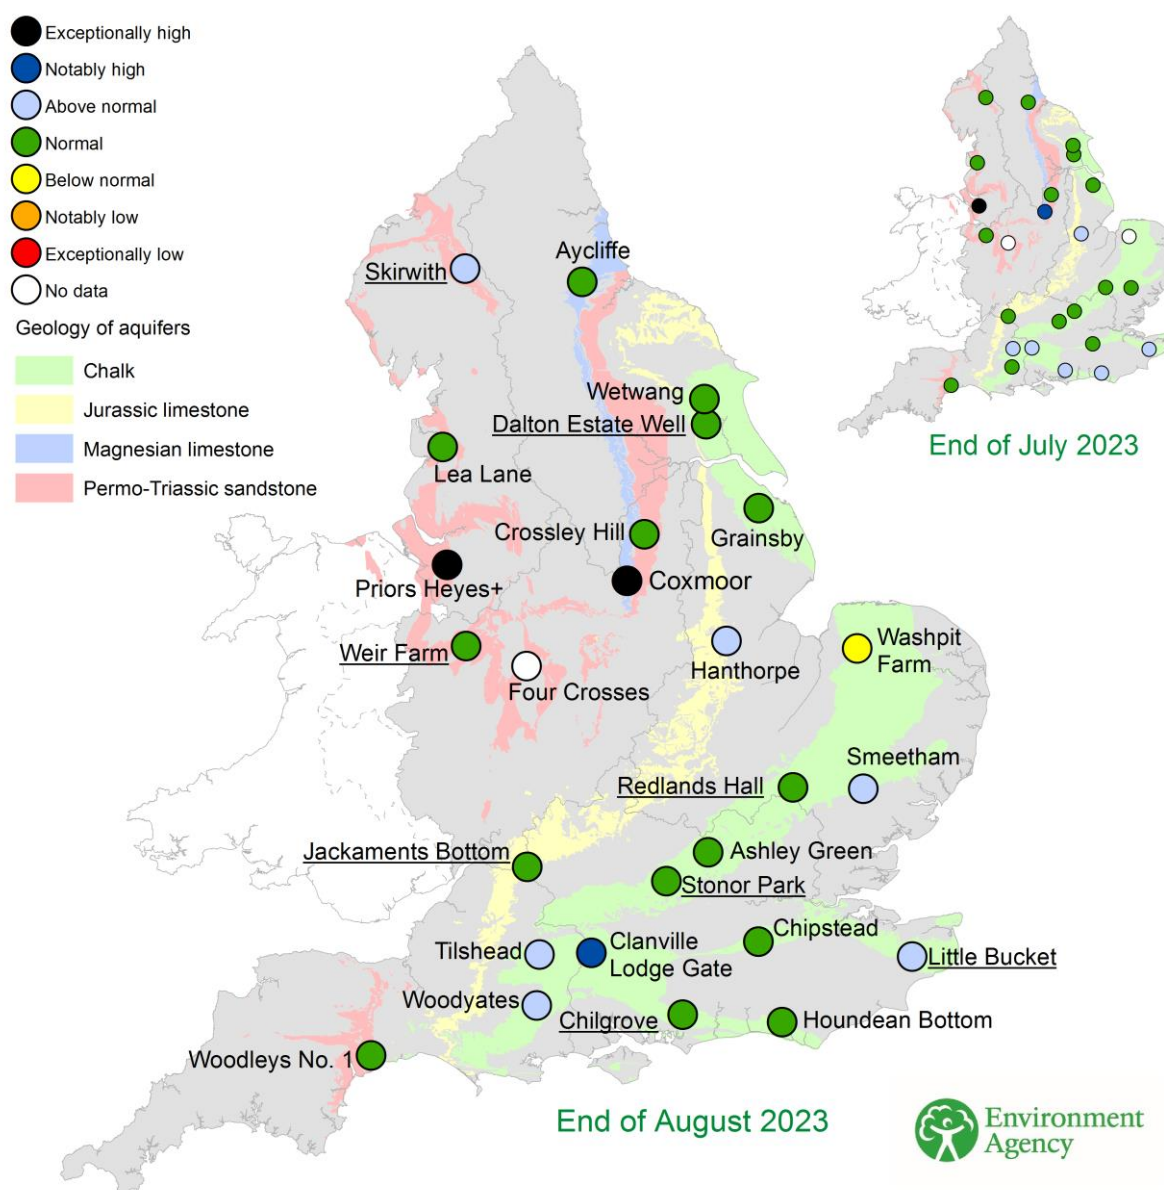 Exceptionally high
Notably high
Above normal
Normal
Below normal
Notably low
Exceptionally low
No data
Geology of aquifers
Chalk
Jurassic limestone
Magnesian limestone
Permo-Triassic sandstone
End of July 2023
Aycliffe
Skirwith
Wetwang
Dalton Estate Well
Lea Lane
Crossley Hill
Grainsby
Priors Heyes+
Coxmoor
Weir Farm
Four Crosses
Hanthorpe
Washpit
Farm
Smeetham
Redlands Hall
Jackaments Bottom
Ashley Green
Stonor Park
Chipstead
Tilshead
Clanville
Lodge Gate
Little Bucket
Woodyates
Chilgrove
Houndean Bottom
Woodleys No. 1
End of August 2023
Environment
Agency